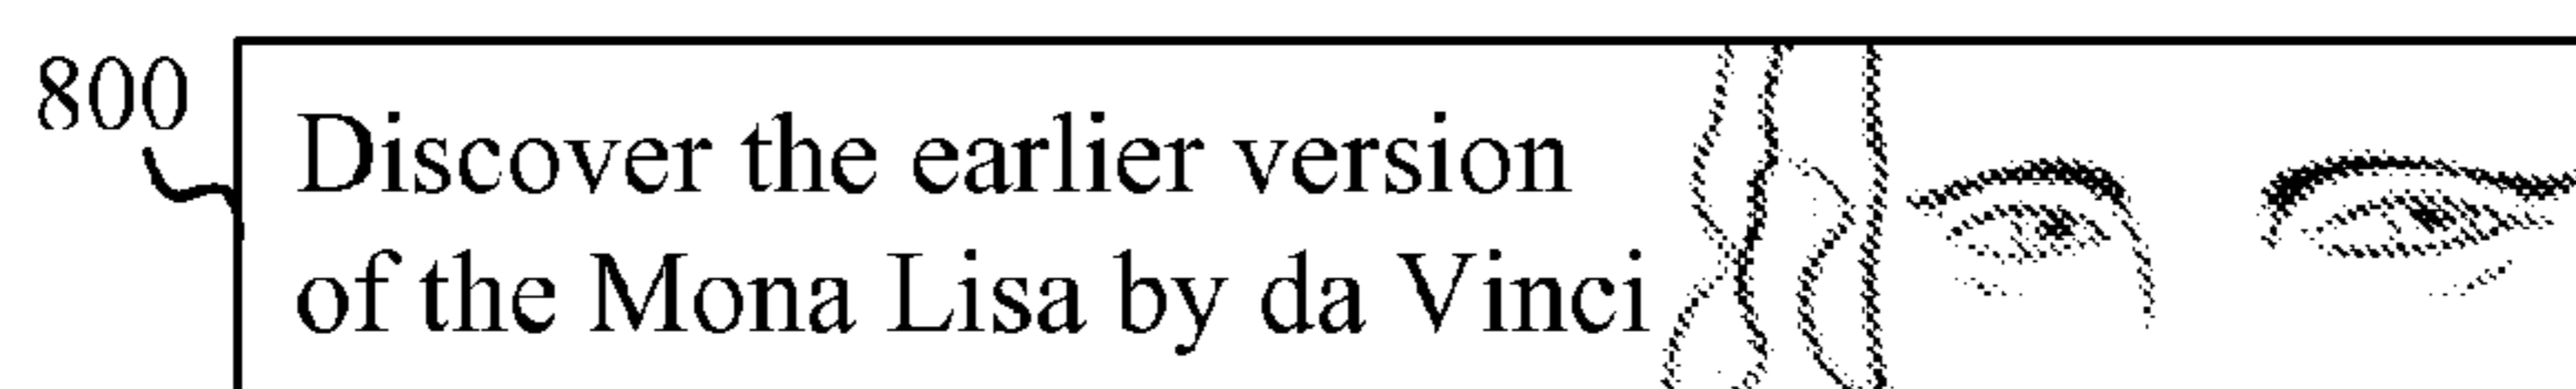 800
Discover the earlier version
of the Mona Lisa by da Vinci